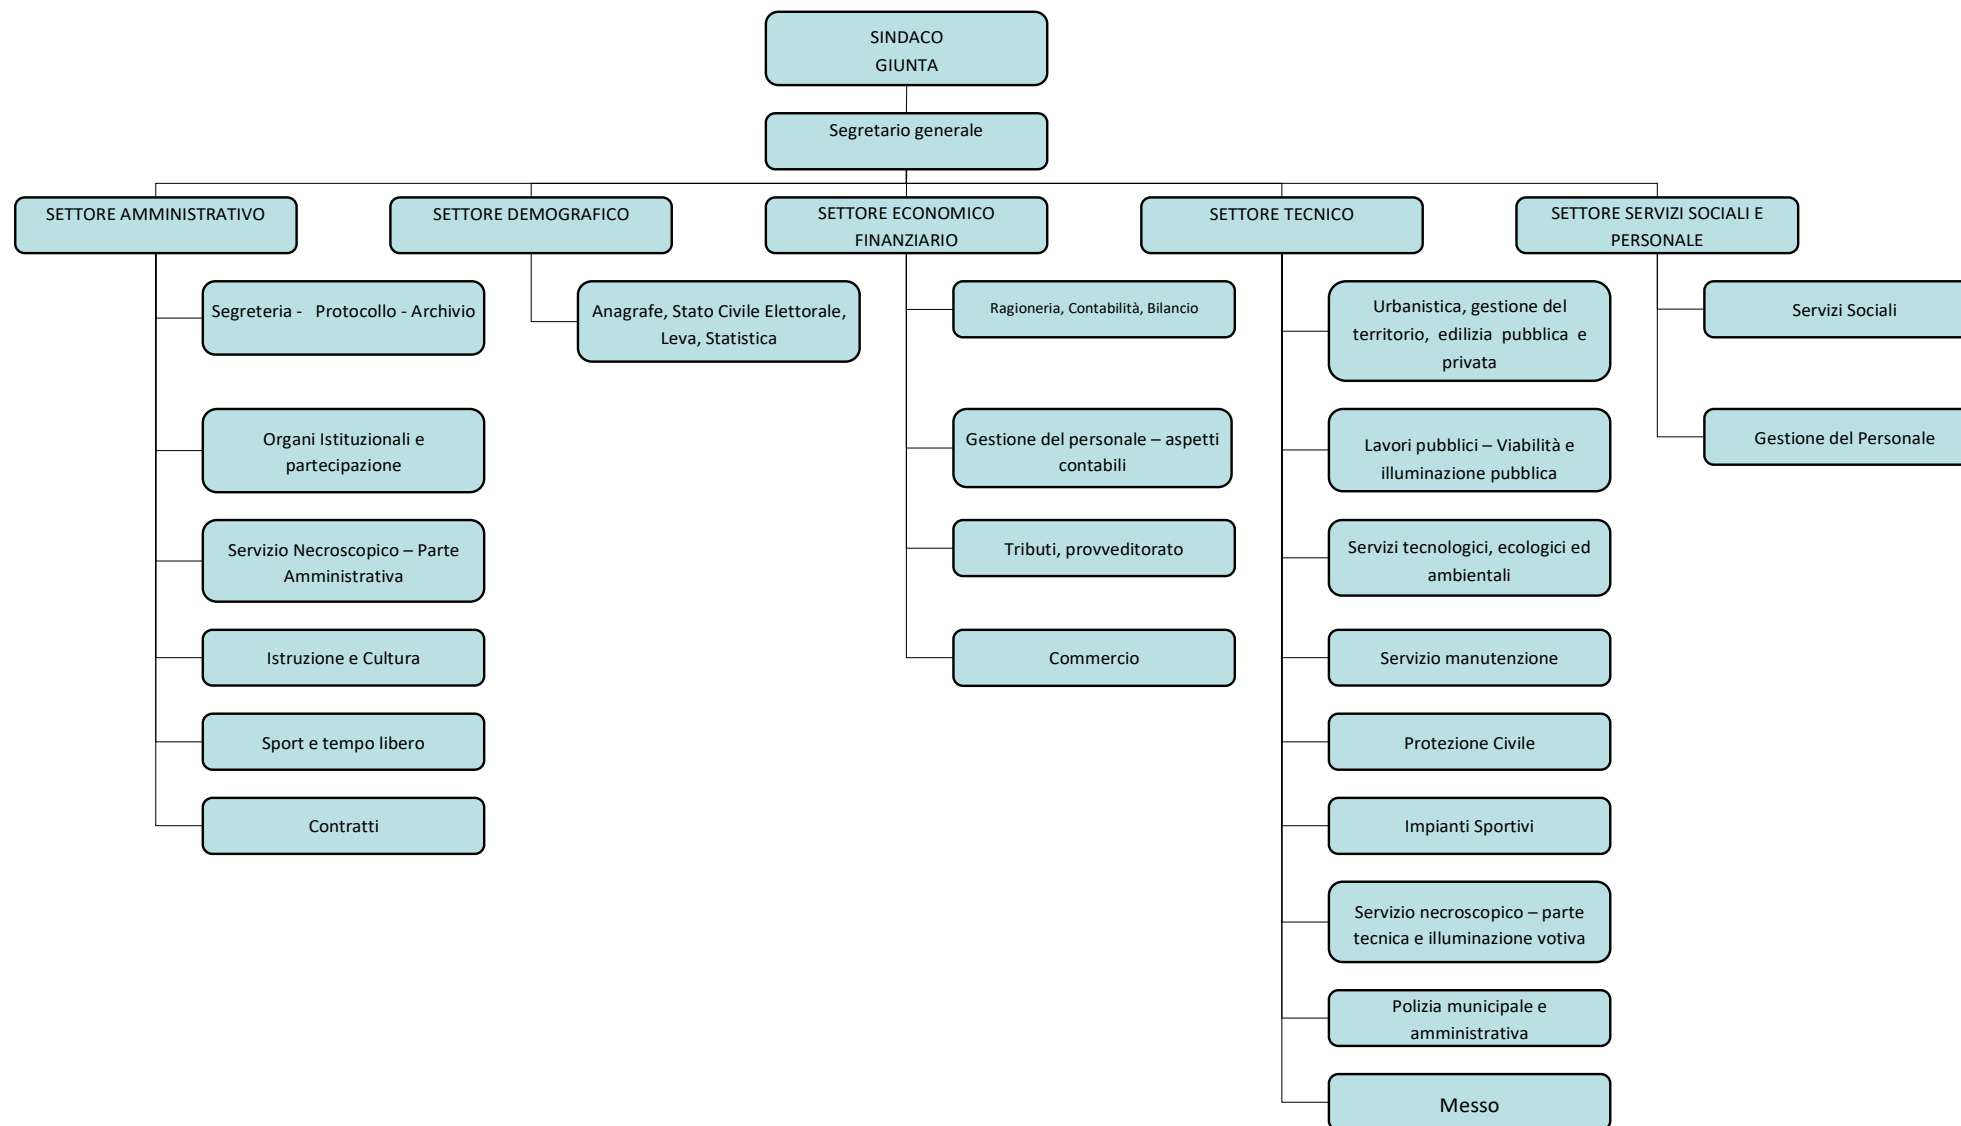 SINDACO
GIUNTA
Segretario generale
SETTORE AMMINISTRATIVO
SETTORE DEMOGRAFICO
SETTORE ECONOMICO
FINANZIARIO
SETTORE TECNICO
SETTORE SERVIZI SOCIALI E
PERSONALE
Segreteria -   Protocollo - Archivio
Organi Istituzionali e
partecipazione
Servizio Necroscopico – Parte
Amministrativa
Istruzione e Cultura
Sport e tempo libero
Contratti
Anagrafe, Stato Civile Elettorale,
Leva, Statistica
Ragioneria, Contabilità, Bilancio
Gestione del personale – aspetti
contabili
Tributi, provveditorato
Commercio
Urbanistica, gestione del
territorio,  edilizia  pubblica  e
privata
Lavori pubblici – Viabilità e
illuminazione pubblica
Servizi tecnologici, ecologici ed
ambientali
Servizio manutenzione
Protezione Civile
Impianti Sportivi
Servizio necroscopico – parte
tecnica e illuminazione votiva
Polizia municipale e
amministrativa
Messo
Servizi Sociali
Gestione del Personale